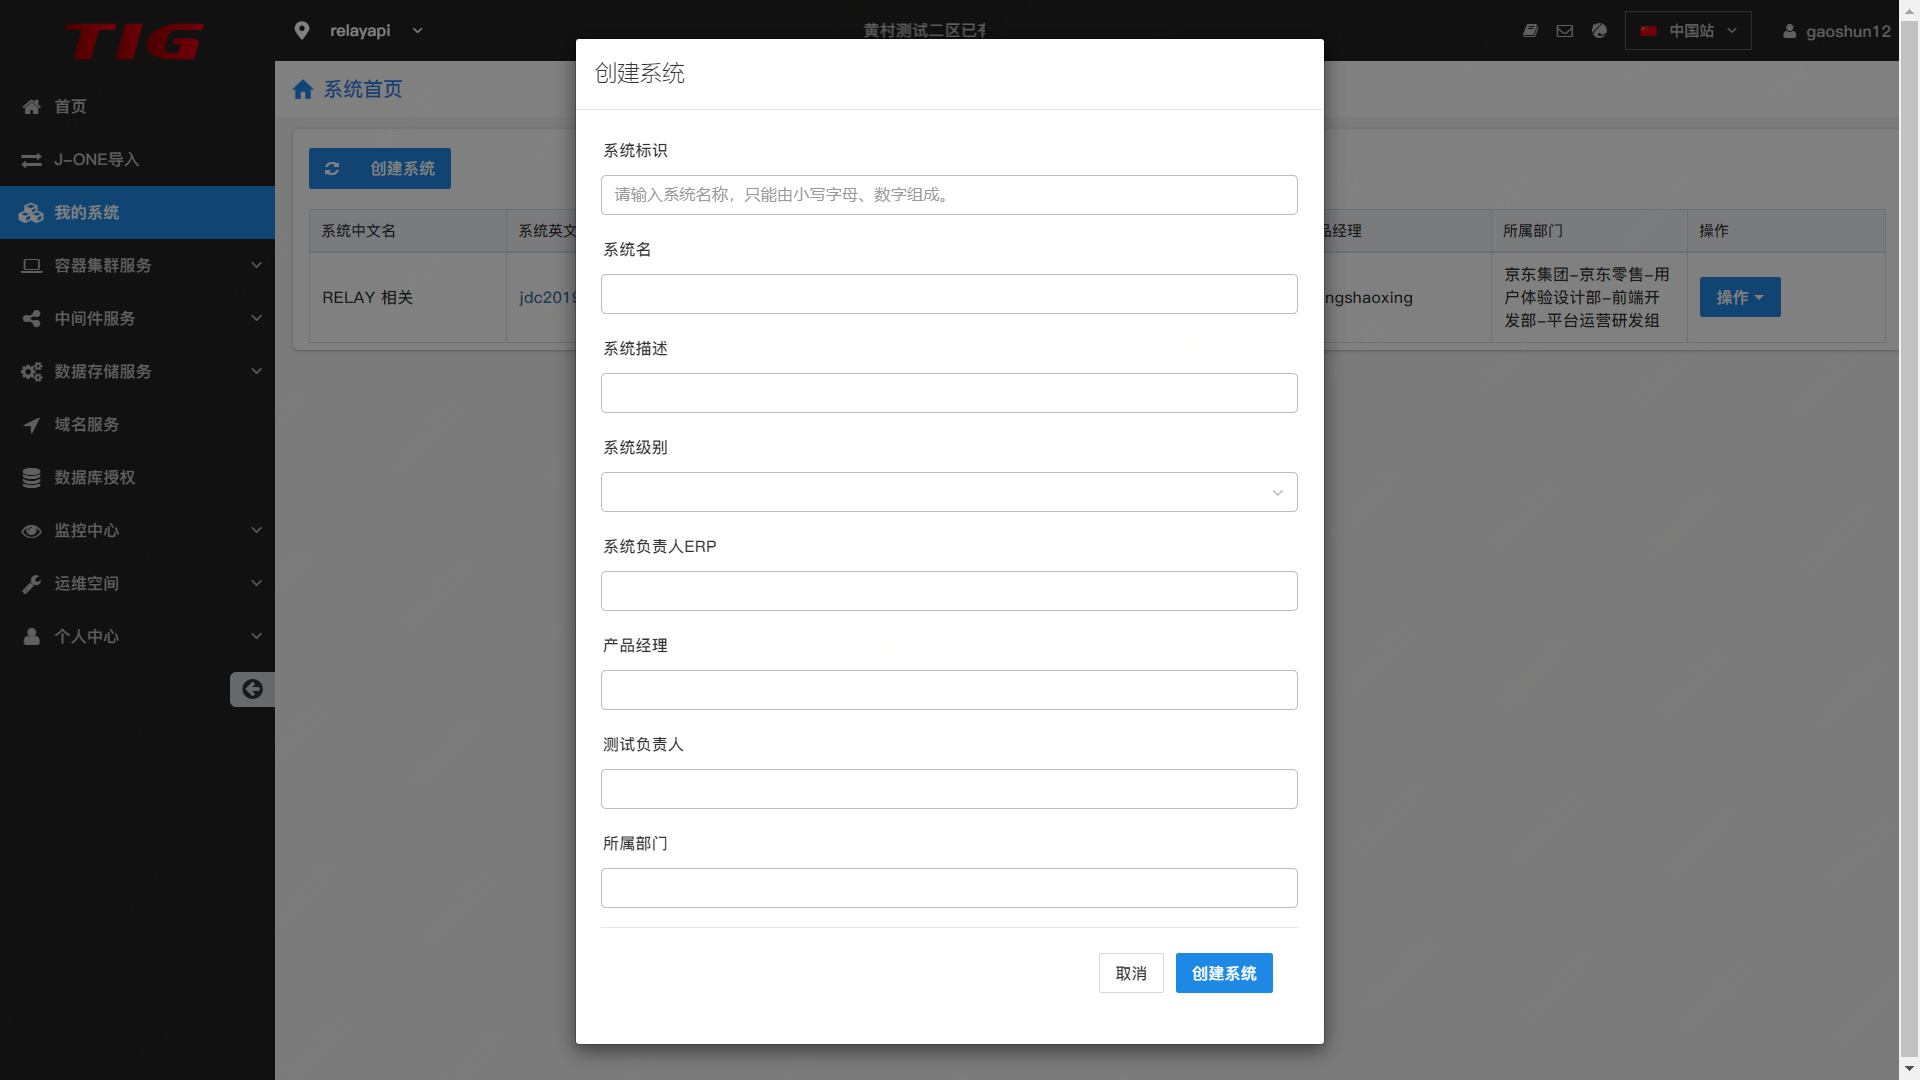 TIG
relayapi
黄村测试二区已
中国站
gaoshun12
首页
J-ONE导入
我的系统
容器集群服务
中间件服务
数据存储服务
域名服务
数据库授权
监控中心
运维空间
个人中心
系统首页
创建系统
系统中文名
系统英文
品经理
所属部门
操作
RELAY 相关
jdc2019
ngshaoxing
京东集团-京东零售-用
户体验设计部-前端开
发部-平台运营研发组
操作
创建系统
系统标识
请输入系统名称，只能由小写字母、数字组成。
系统名
系统描述
系统级别
系统负责人ERP
产品经理
测试负责人
所属部门
取消
创建系统